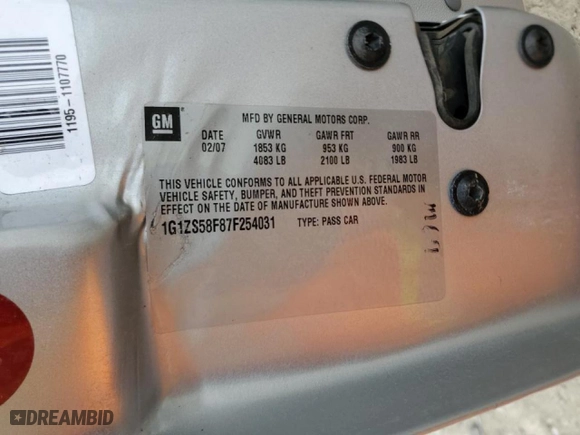 1195-1107770
GM
MFD BY GENERAL MOTORS CORP.
DATE GVWR GAWR FRT GAWR RR
02/07 1853 KG 953 KG 900 KG
4083 LB 2100 LB 1983 LB
THIS VEHICLE CONFORMS TO ALL APPLICABLE U.S. FEDERAL MOTOR
VEHICLE SAFETY, BUMPER, AND THEFT PREVENTION STANDARDS IN
EFFECT ON THE DATE OF MANUFACTURE SHOWN ABOVE.
1G1ZS58F87F254031 TYPE: PASS CAR
DREAMBID